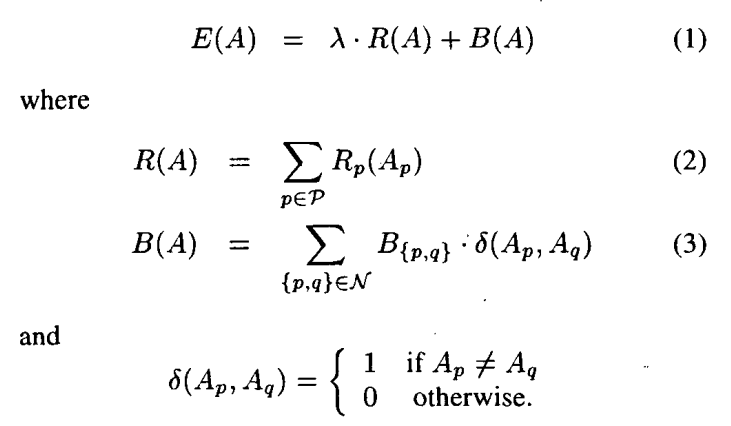 E(A) = λ · R(A) + B(A) (1)
where
R(A) = ∑_{p∈𝒫} R_p(A_p) (2)
B(A) = ∑_{{p,q}∈𝒩} B_{{p,q}} · δ(A_p, A_q) (3)
and
δ(A_p, A_q) = { 1 if A_p ≠ A_q
0 otherwise.